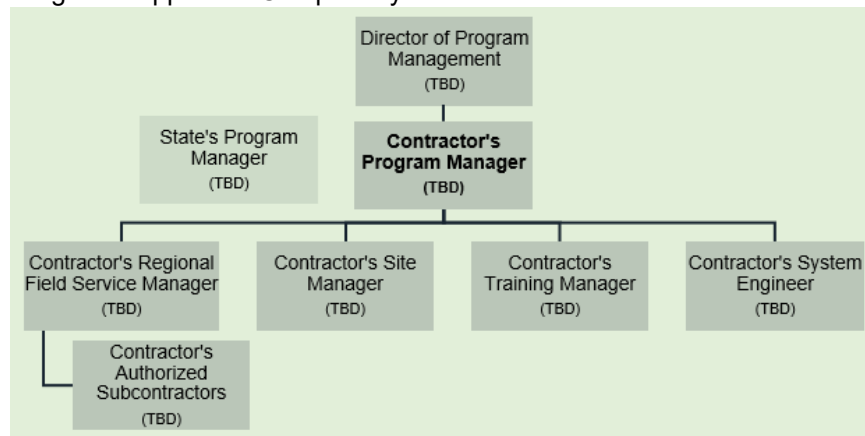 Director of Program
Management
(TBD)
State's Program
Manager
(TBD)
Contractor's
Program Manager
(TBD)
Contractor's Regional
Field Service Manager
(TBD)
Contractor's Site
Manager
(TBD)
Contractor's
Training Manager
(TBD)
Contractor's System
Engineer
(TBD)
Contractor's
Authorized
Subcontractors
(TBD)